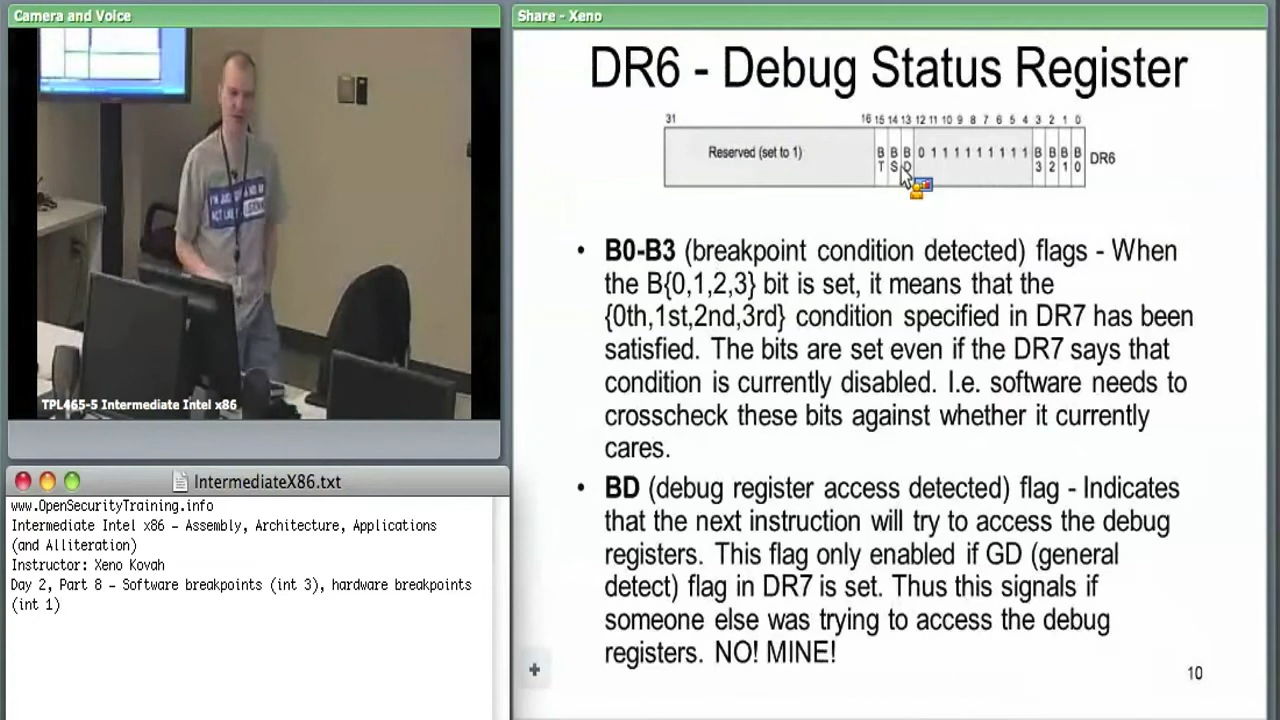 Camera and Voice
TPL465-5 Intermediate Intel x86
IntermediateX86.txt
www.OpenSecurityTraining.info
Intermediate Intel x86 – Assembly, Architecture, Applications
(and Alliteration)
Instructor: Xeno Kovah
Day 2, Part 8 – Software breakpoints (int 3), hardware breakpoints
(int 1)
Share - Xeno
DR6 - Debug Status Register
31 16 15 14 13 12 11 10 9 8 7 6 5 4 3 2 1 0
Reserved (set to 1) BT BS BD 0 1 1 1 1 1 1 1 1 B3 B2 B1 B0 DR6
• B0-B3 (breakpoint condition detected) flags - When
the B{0,1,2,3} bit is set, it means that the
{0th,1st,2nd,3rd} condition specified in DR7 has been
satisfied. The bits are set even if the DR7 says that
condition is currently disabled. I.e. software needs to
crosscheck these bits against whether it currently
cares.
• BD (debug register access detected) flag - Indicates
that the next instruction will try to access the debug
registers. This flag only enabled if GD (general
detect) flag in DR7 is set. Thus this signals if
someone else was trying to access the debug
registers. NO! MINE!
10